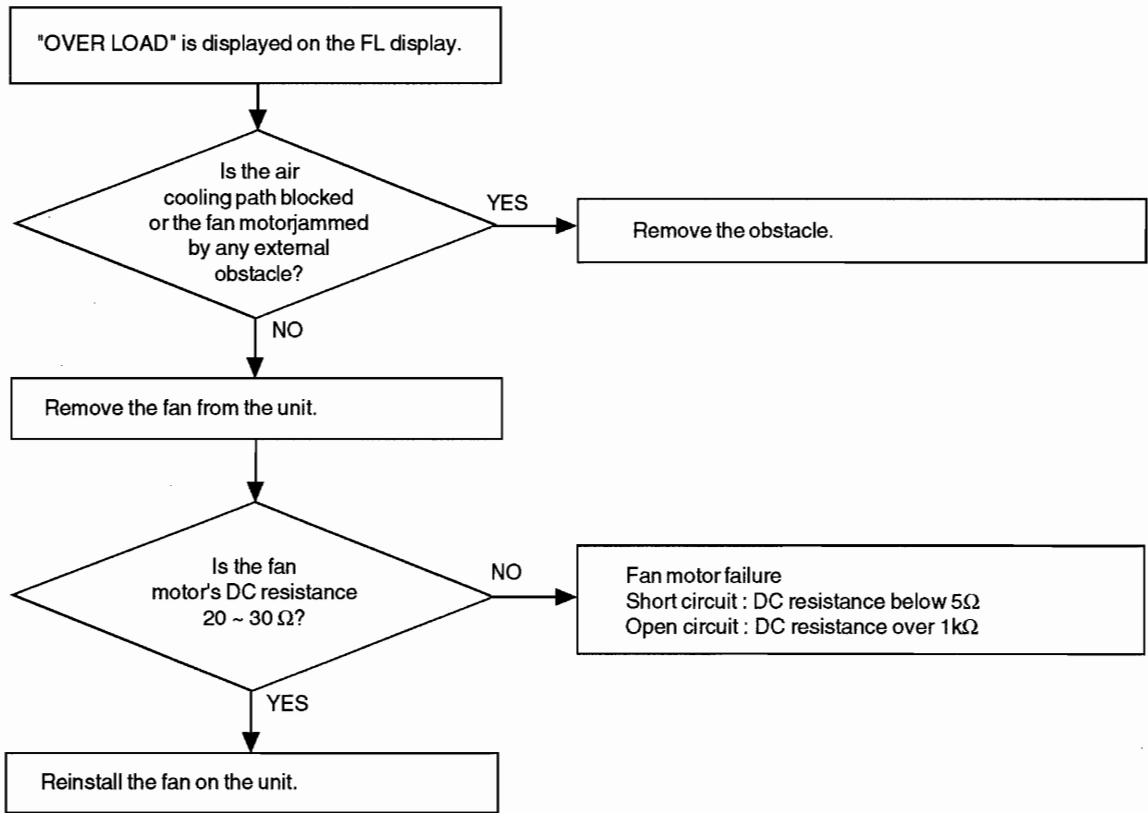 "OVER LOAD" is displayed on the FL display.
Is the air
cooling path blocked
or the fan motorjammed
by any external
obstacle?
YES
Remove the obstacle.
NO
Remove the fan from the unit.
Is the fan
motor's DC resistance
20 ~ 30 Ω?
NO
Fan motor failure
Short circuit : DC resistance below 5Ω
Open circuit : DC resistance over 1kΩ
YES
Reinstall the fan on the unit.